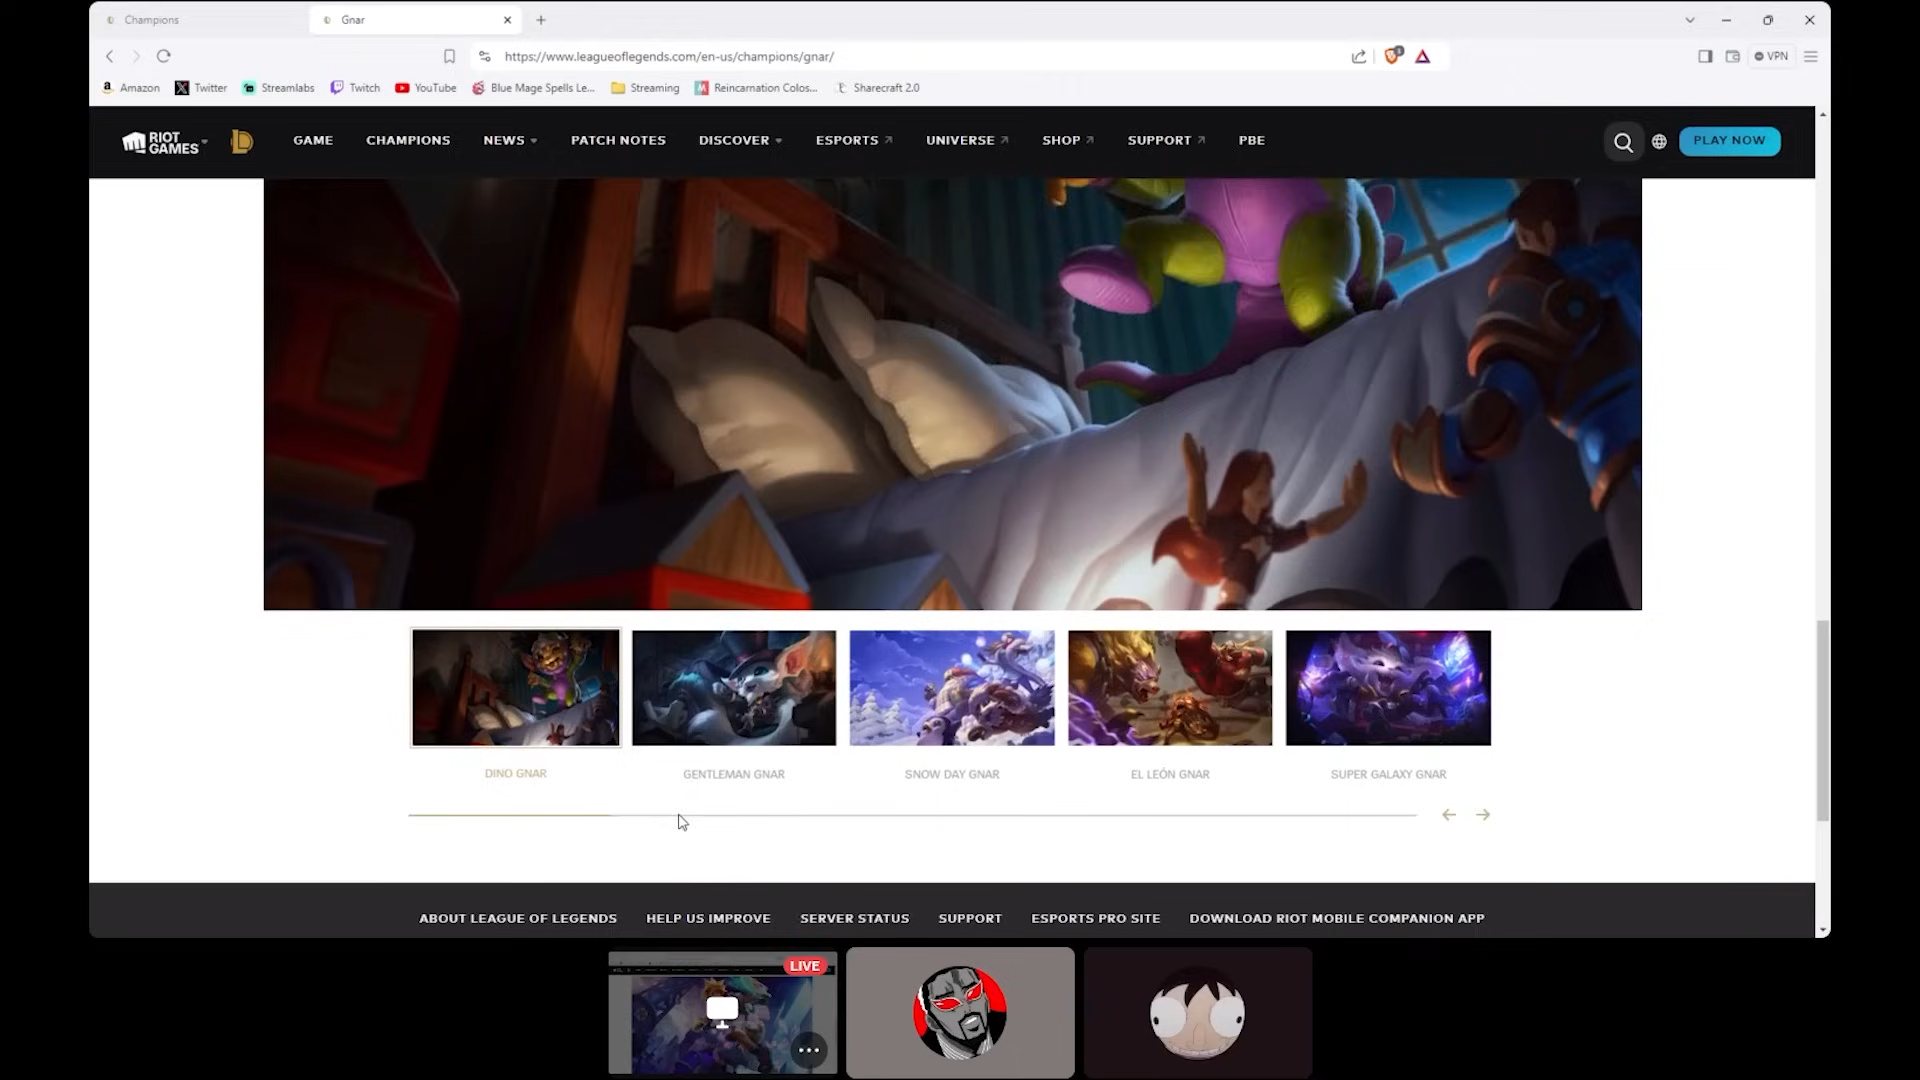 Champions
Gnar
https://www.leagueoflegends.com/en-us/champions/gnar/
VPN
Amazon
Twitter
Streamlabs
Twitch
YouTube
Blue Mage Spells Le...
Streaming
Reincarnation Colos...
Sharecraft 2.0
RIOT
GAMES
GAME
CHAMPIONS
NEWS
PATCH NOTES
DISCOVER
ESPORTS
UNIVERSE
SHOP
SUPPORT
PBE
PLAY NOW
DINO GNAR
GENTLEMAN GNAR
SNOW DAY GNAR
EL LEÓN GNAR
SUPER GALAXY GNAR
ABOUT LEAGUE OF LEGENDS
HELP US IMPROVE
SERVER STATUS
SUPPORT
ESPORTS PRO SITE
DOWNLOAD RIOT MOBILE COMPANION APP
LIVE